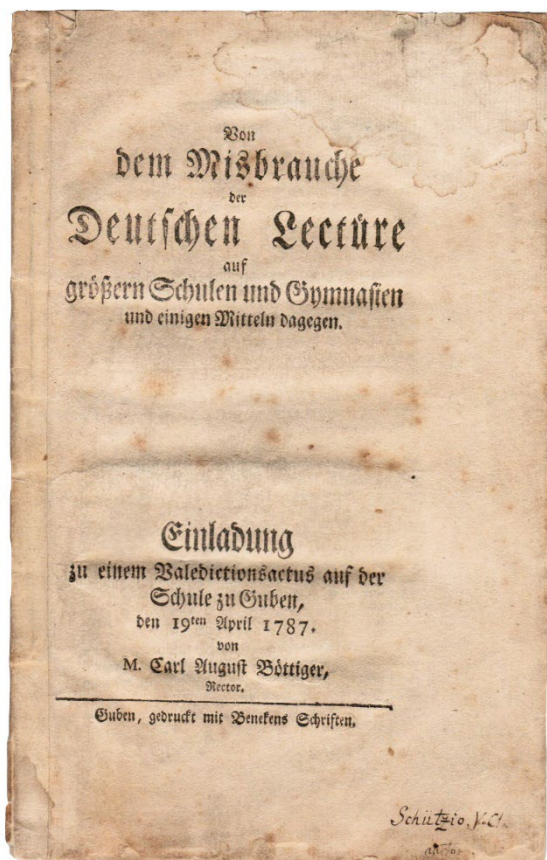 Von
dem Misbrauche
der
Deutschen Lectüre
auf
größern Schulen und Gymnasien
und einigen Mitteln dagegen.
Einladung
zu einem Valedictionsactus auf der
Schule zu Guben,
den 19ten April 1787.
von
M. Carl August Böttiger,
Rector.
Guben, gedruckt mit Benekens Schriften.
Schützio.